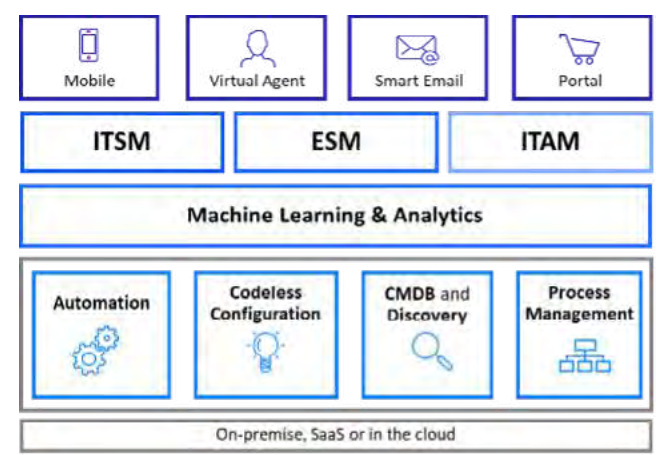 Mobile
Virtual Agent
Smart Email
Portal
ITSM
ESM
ITAM
Machine Learning & Analytics
Automation
Codeless
Configuration
CMDB and
Discovery
Process
Management
On-premise, SaaS or in the cloud